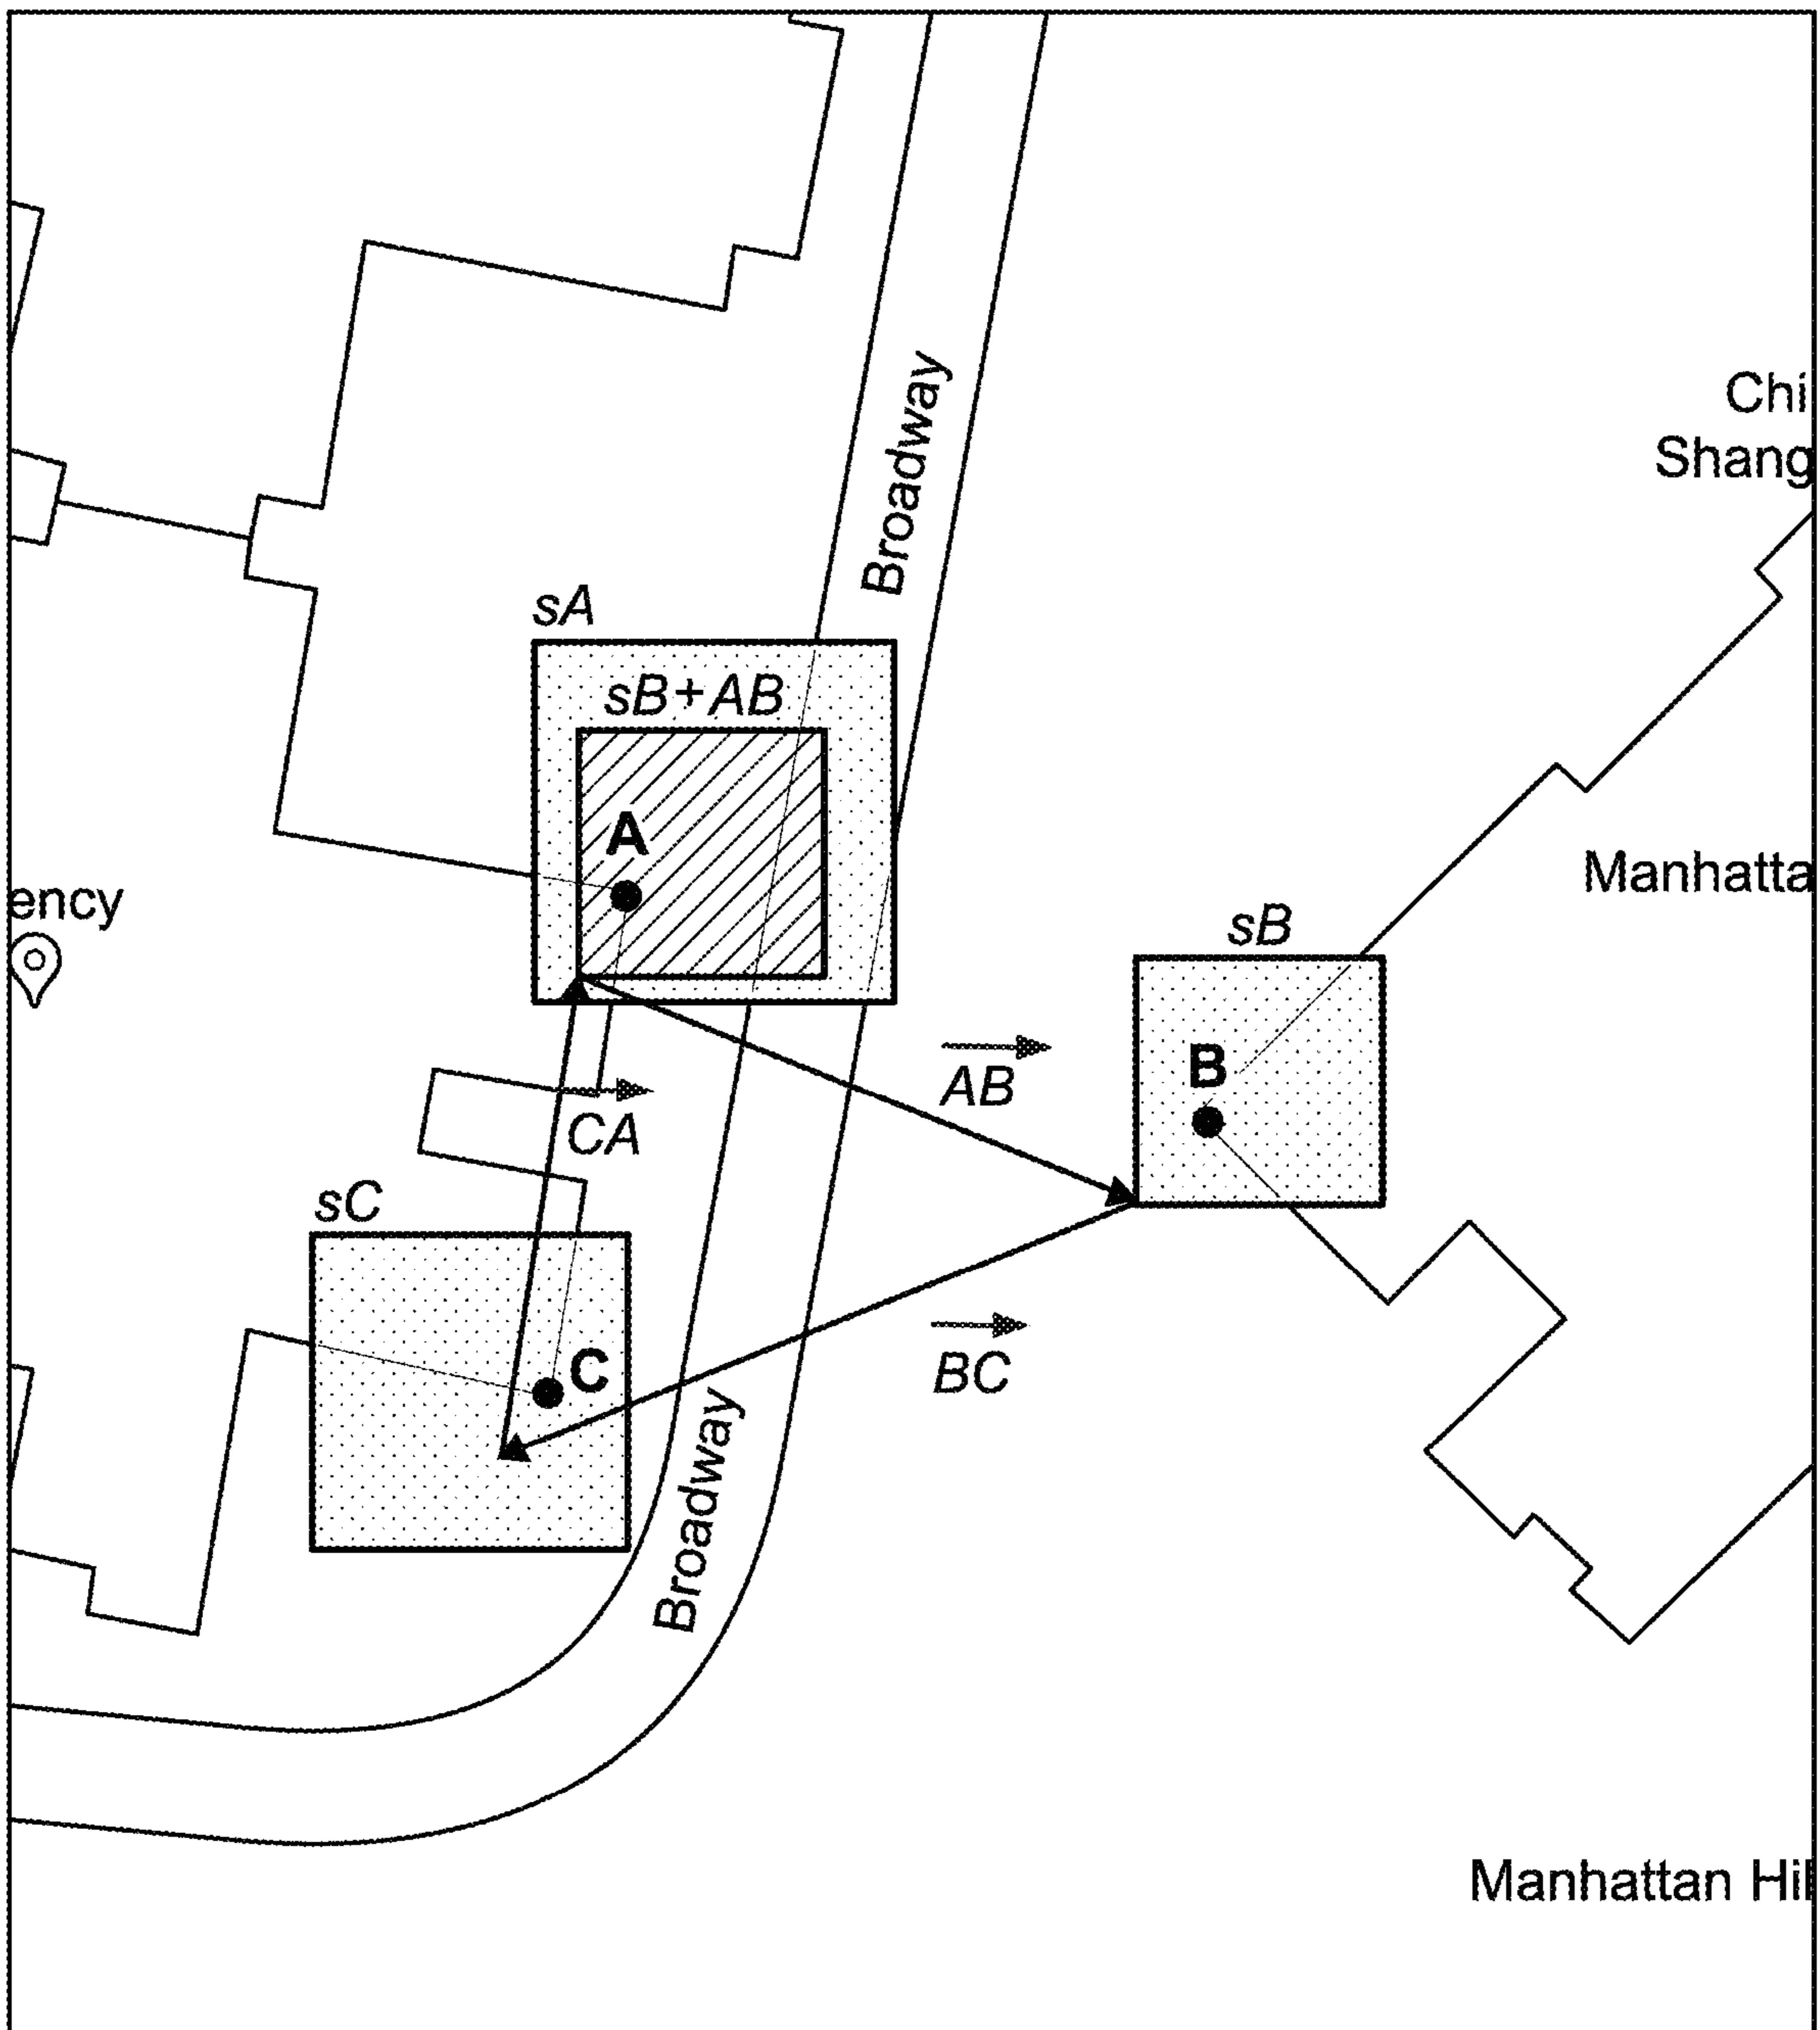 Chi
Shang
Broadway
sA
sB+AB
A
Manhatta
ency
sB
B
AB
CA
sC
C
BC
Broadway
Manhattan Hil